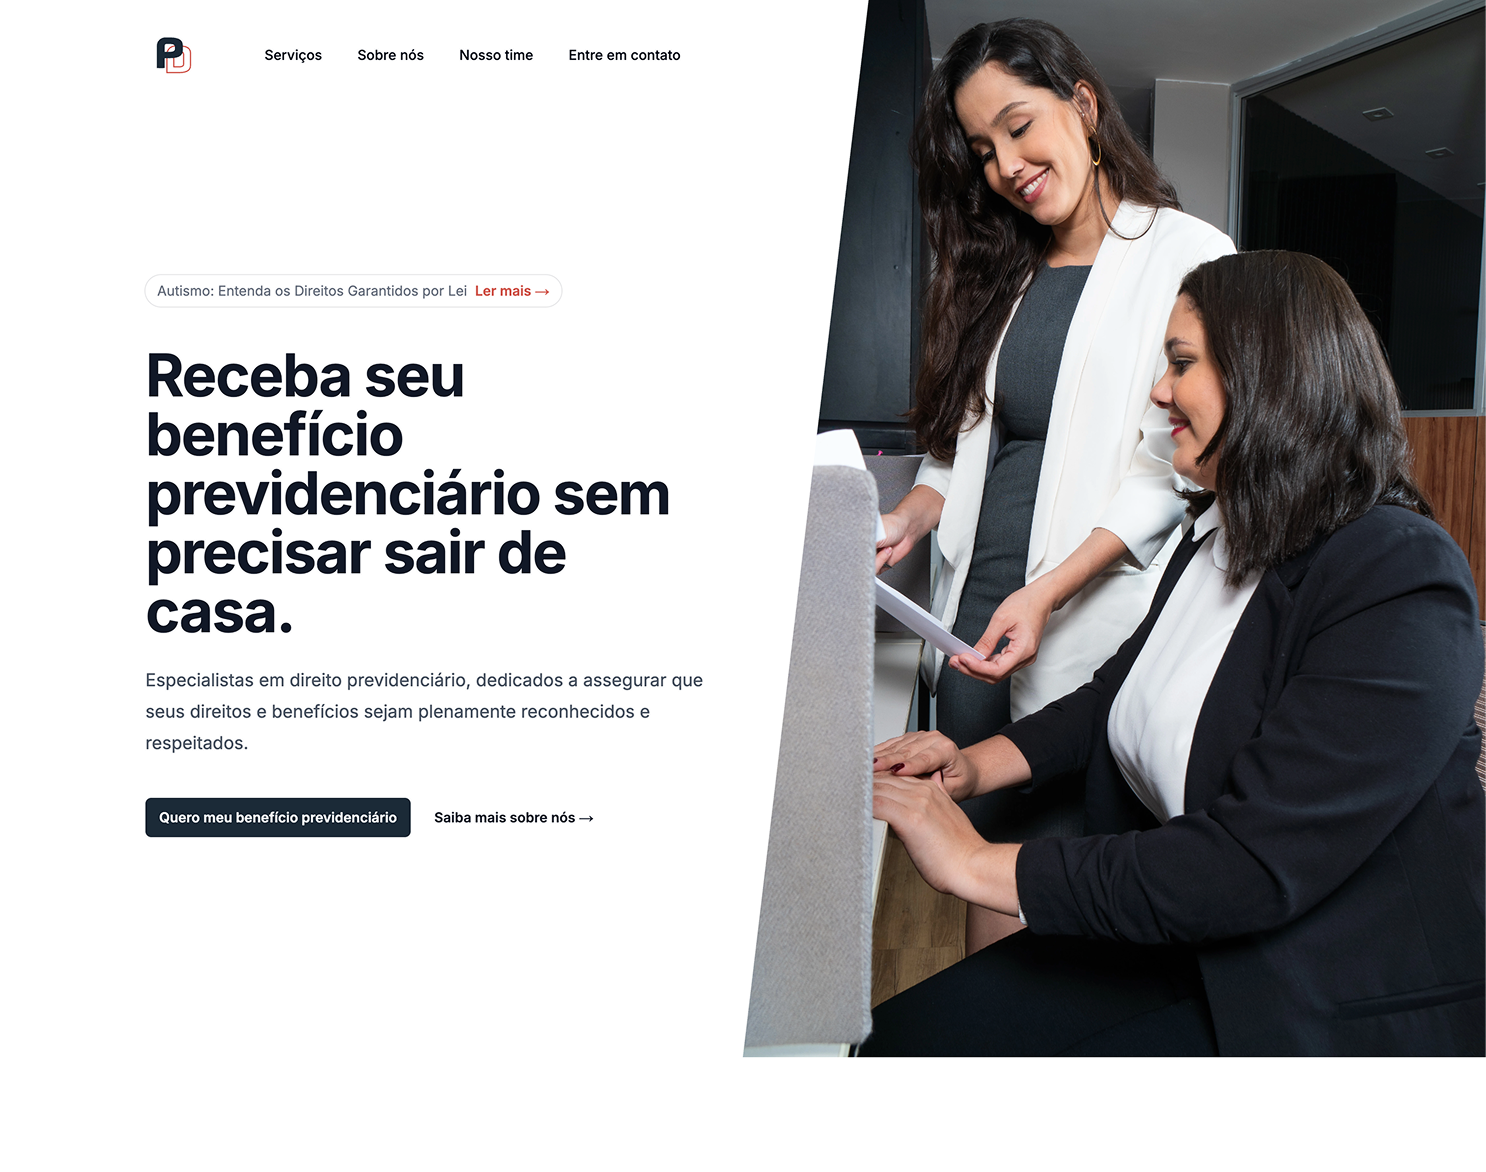 PD
Serviços
Sobre nós
Nosso time
Entre em contato
Autismo: Entenda os Direitos Garantidos por Lei Ler mais →
Receba seu
benefício
previdenciário sem
precisar sair de
casa.
Especialistas em direito previdenciário, dedicados a assegurar que
seus direitos e benefícios sejam plenamente reconhecidos e
respeitados.
Quero meu benefício previdenciário
Saiba mais sobre nós →